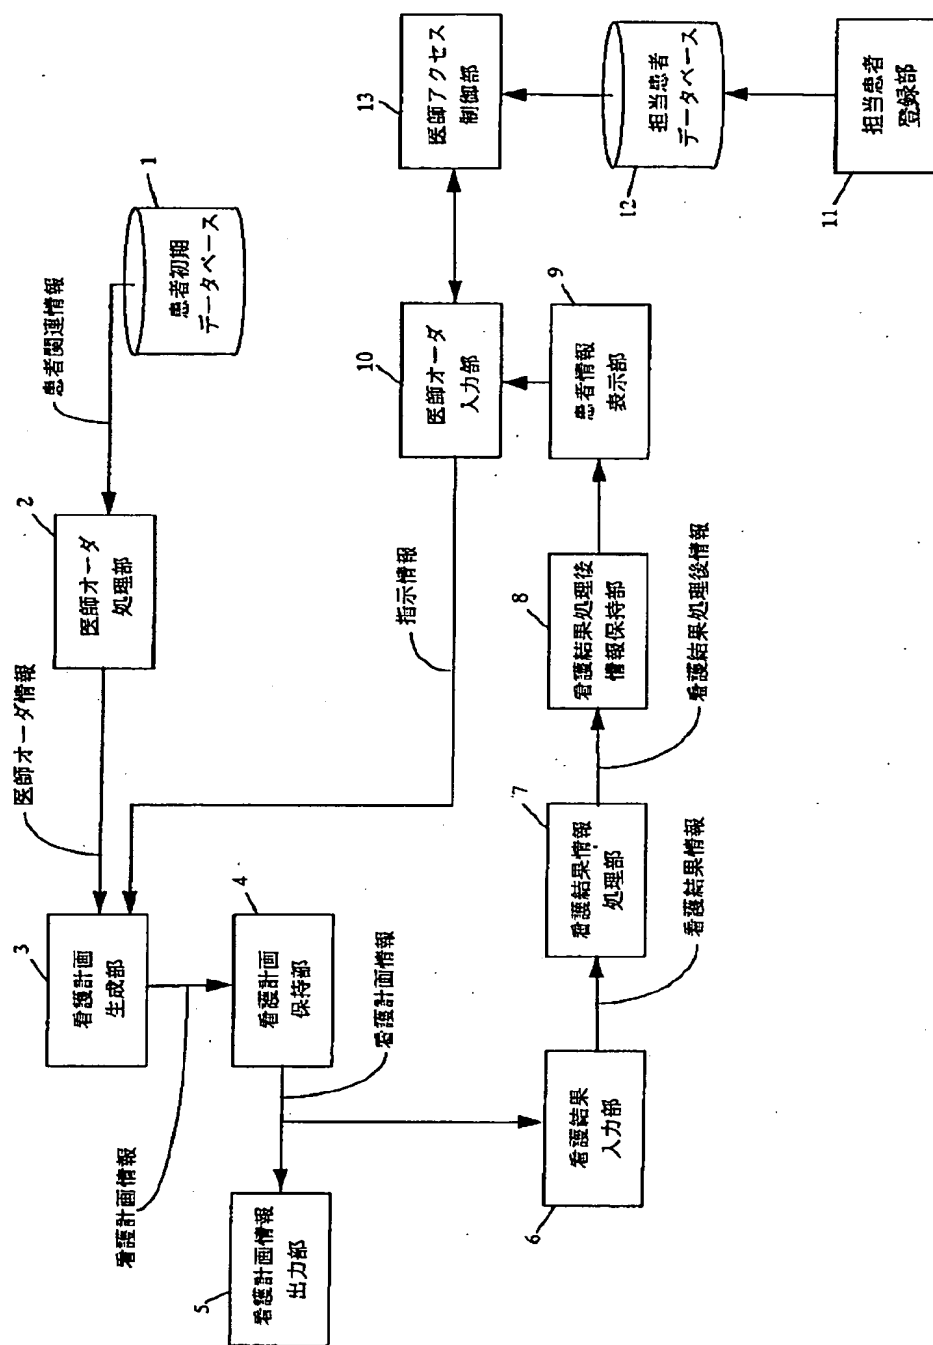 1
患者初期
データベース
患者関連情報
2
医師オーダ
処理部
医師オーダ情報
3
看護計画
生成部
看護計画情報
4
看護計画
保持部
看護計画情報
5
看護計画情報
出力部
6
看護結果
入力部
看護結果情報
7
看護結果情報
処理部
看護結果処理後情報
8
看護結果処理後
情報保持部
9
患者情報
表示部
10
医師オーダ
入力部
指示情報
11
担当患者
登録部
12
担当患者
データベース
13
医師アクセス
制御部